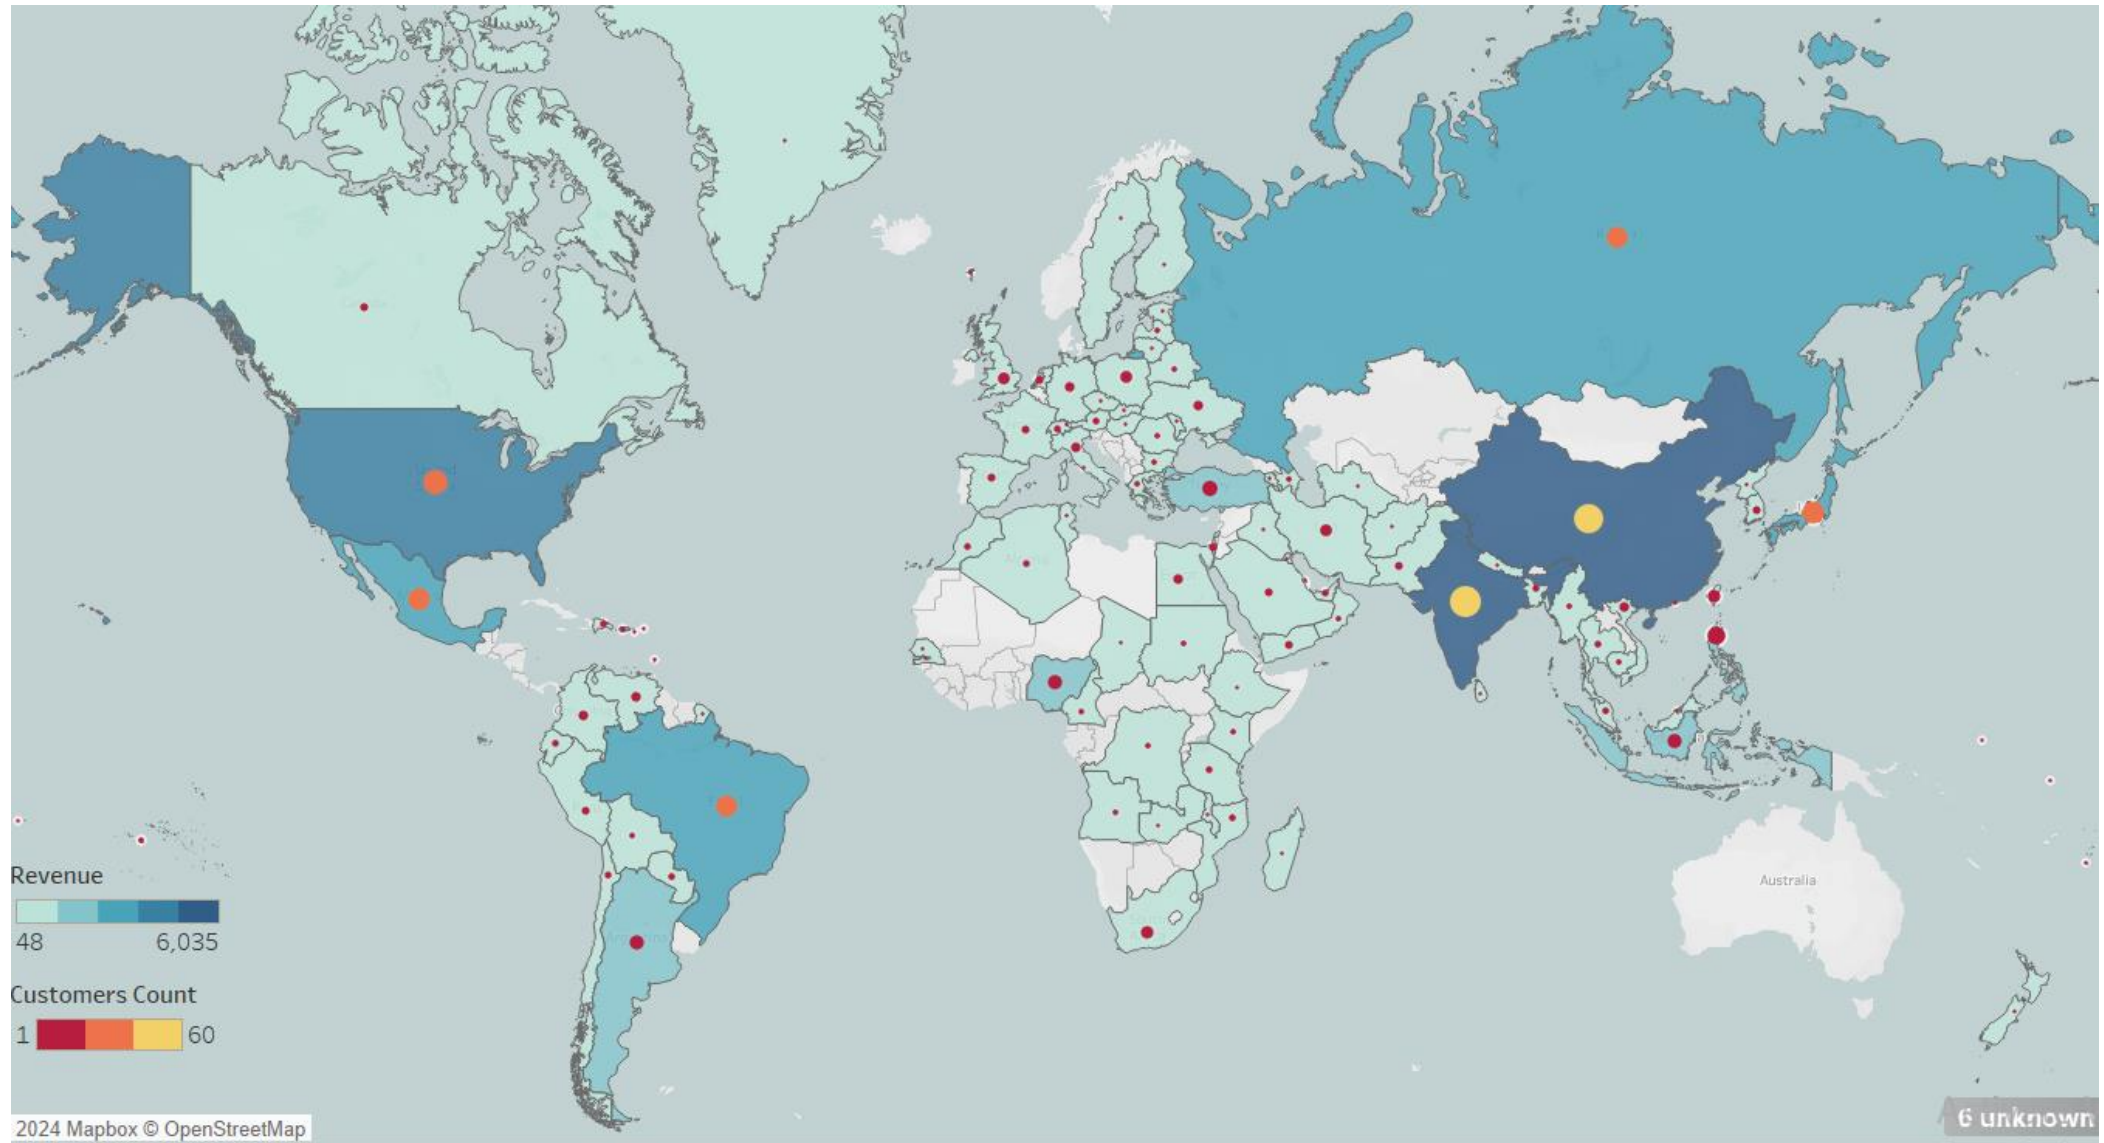 Australia
Revenue
48 6,035
Customers Count
1 60
2024 Mapbox © OpenStreetMap
6 unknown